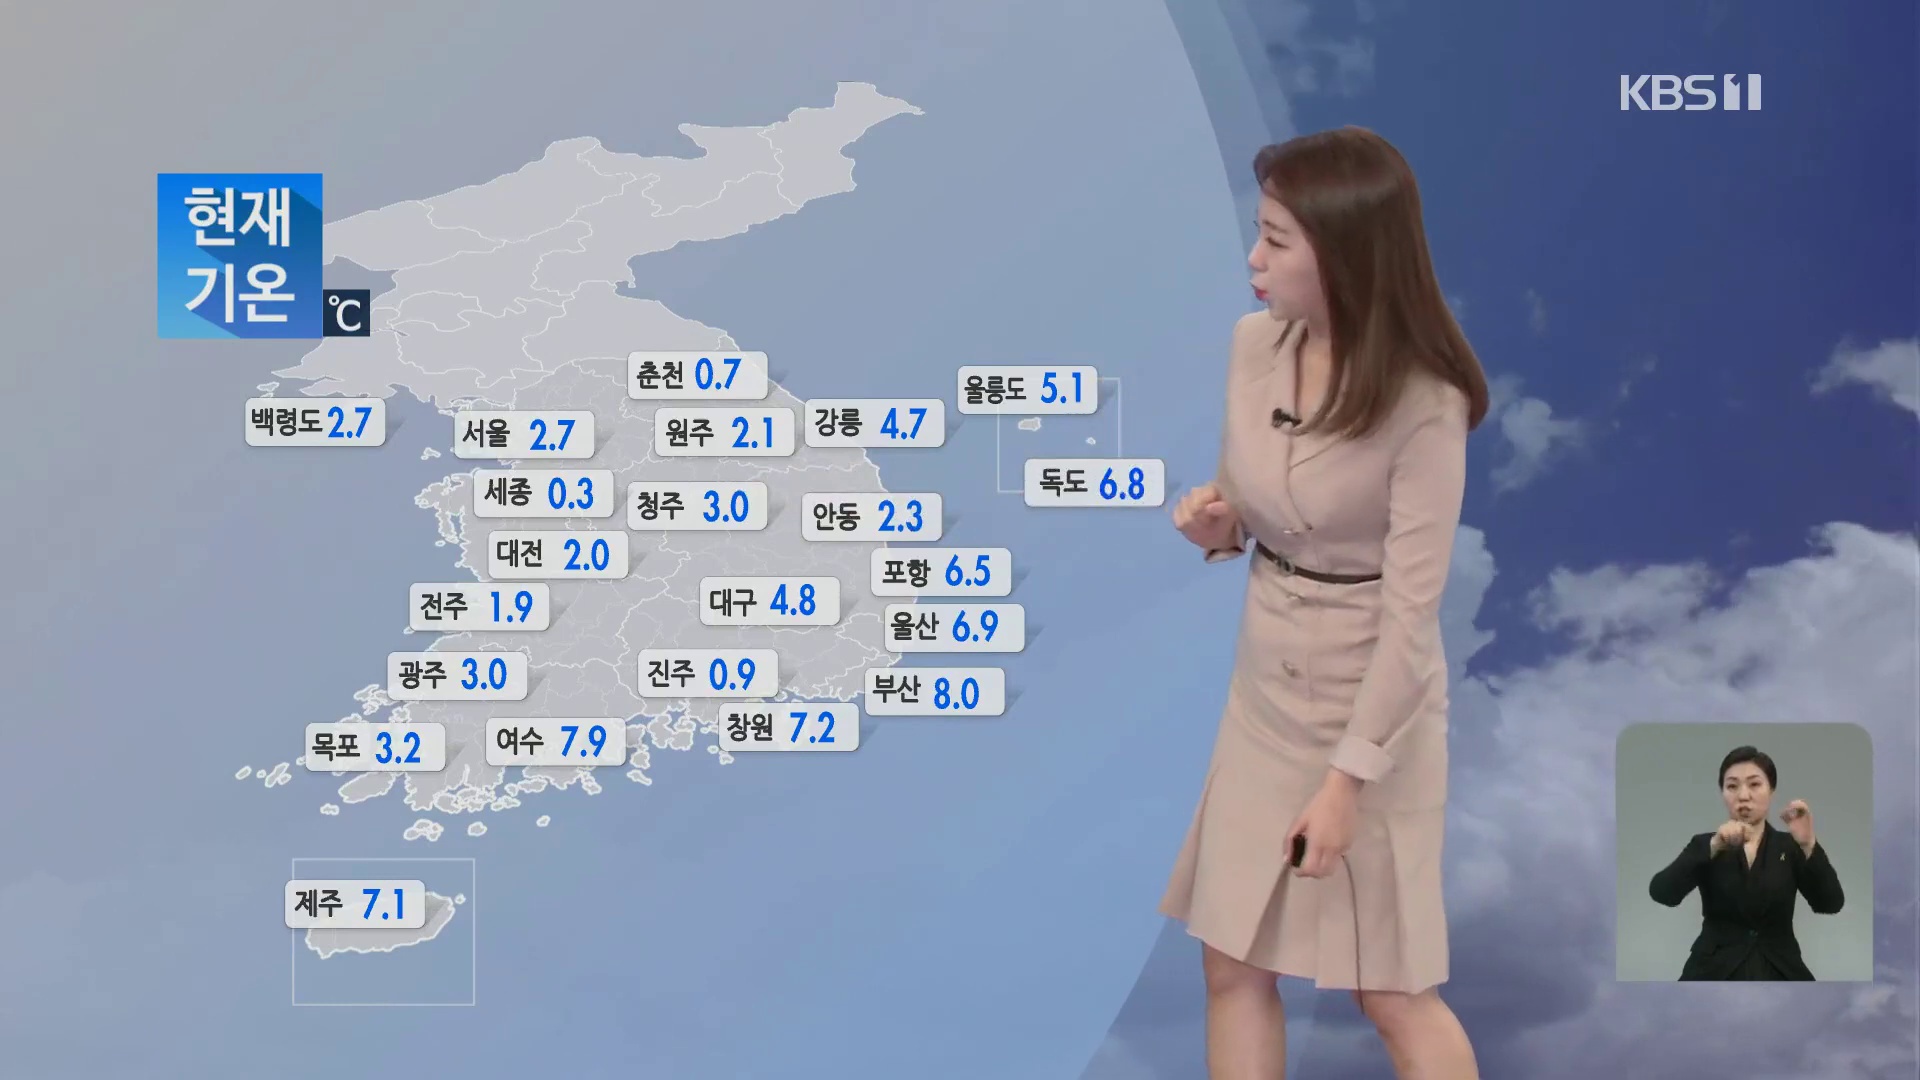 KBS 1
현재
기온
℃
춘천 0.7
울릉도 5.1
백령도 2.7
서울 2.7
원주 2.1
강릉 4.7
독도 6.8
세종 0.3
청주 3.0
안동 2.3
대전 2.0
포항 6.5
전주 1.9
대구 4.8
울산 6.9
광주 3.0
진주 0.9
부산 8.0
목포 3.2
여수 7.9
창원 7.2
제주 7.1